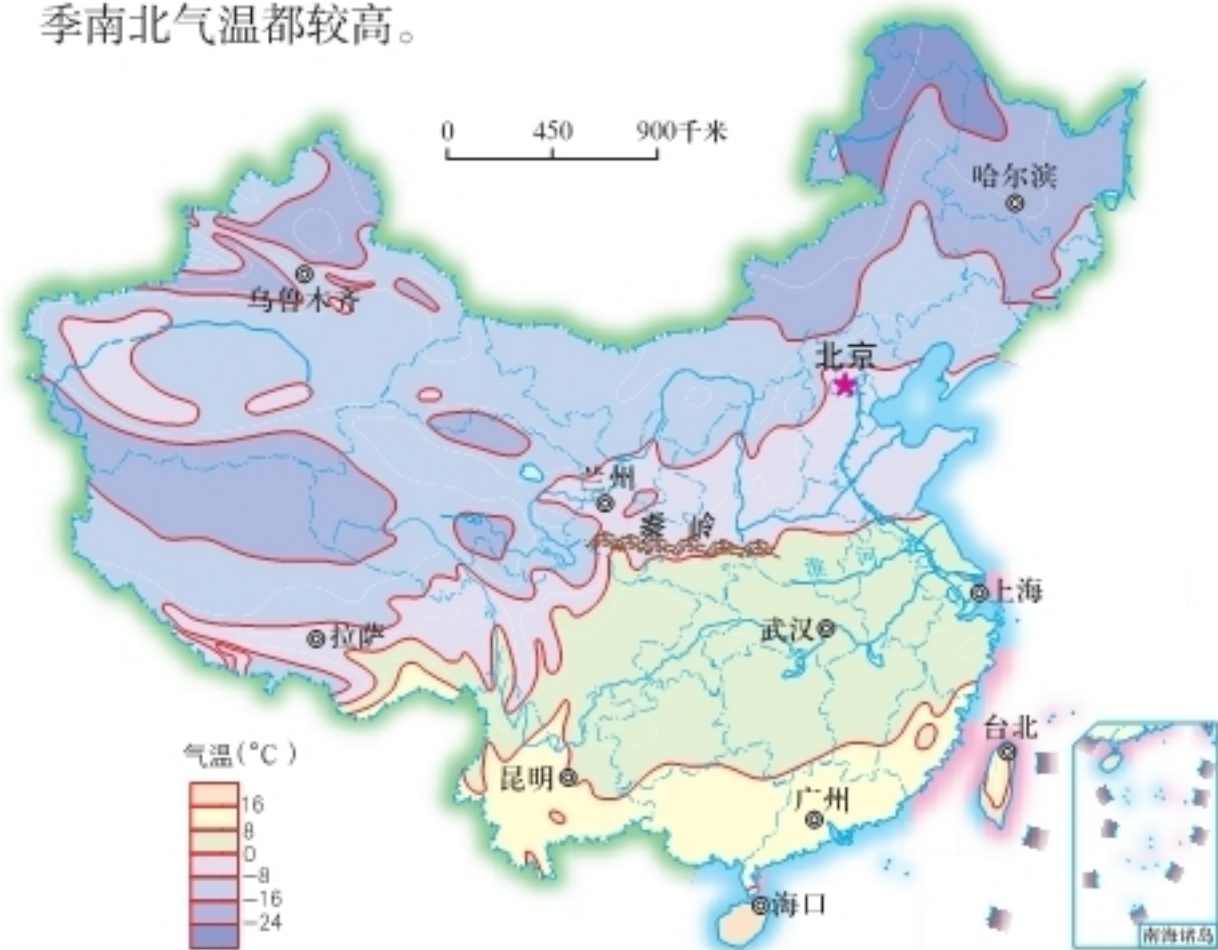 季南北气温都较高。
0 450 900千米
哈尔滨
乌鲁木齐
北京
兰州
秦岭
淮河
上海
武汉
拉萨
台北
昆明
广州
海口
气温(°C)
16
8
0
-8
-16
-24
南海诸岛